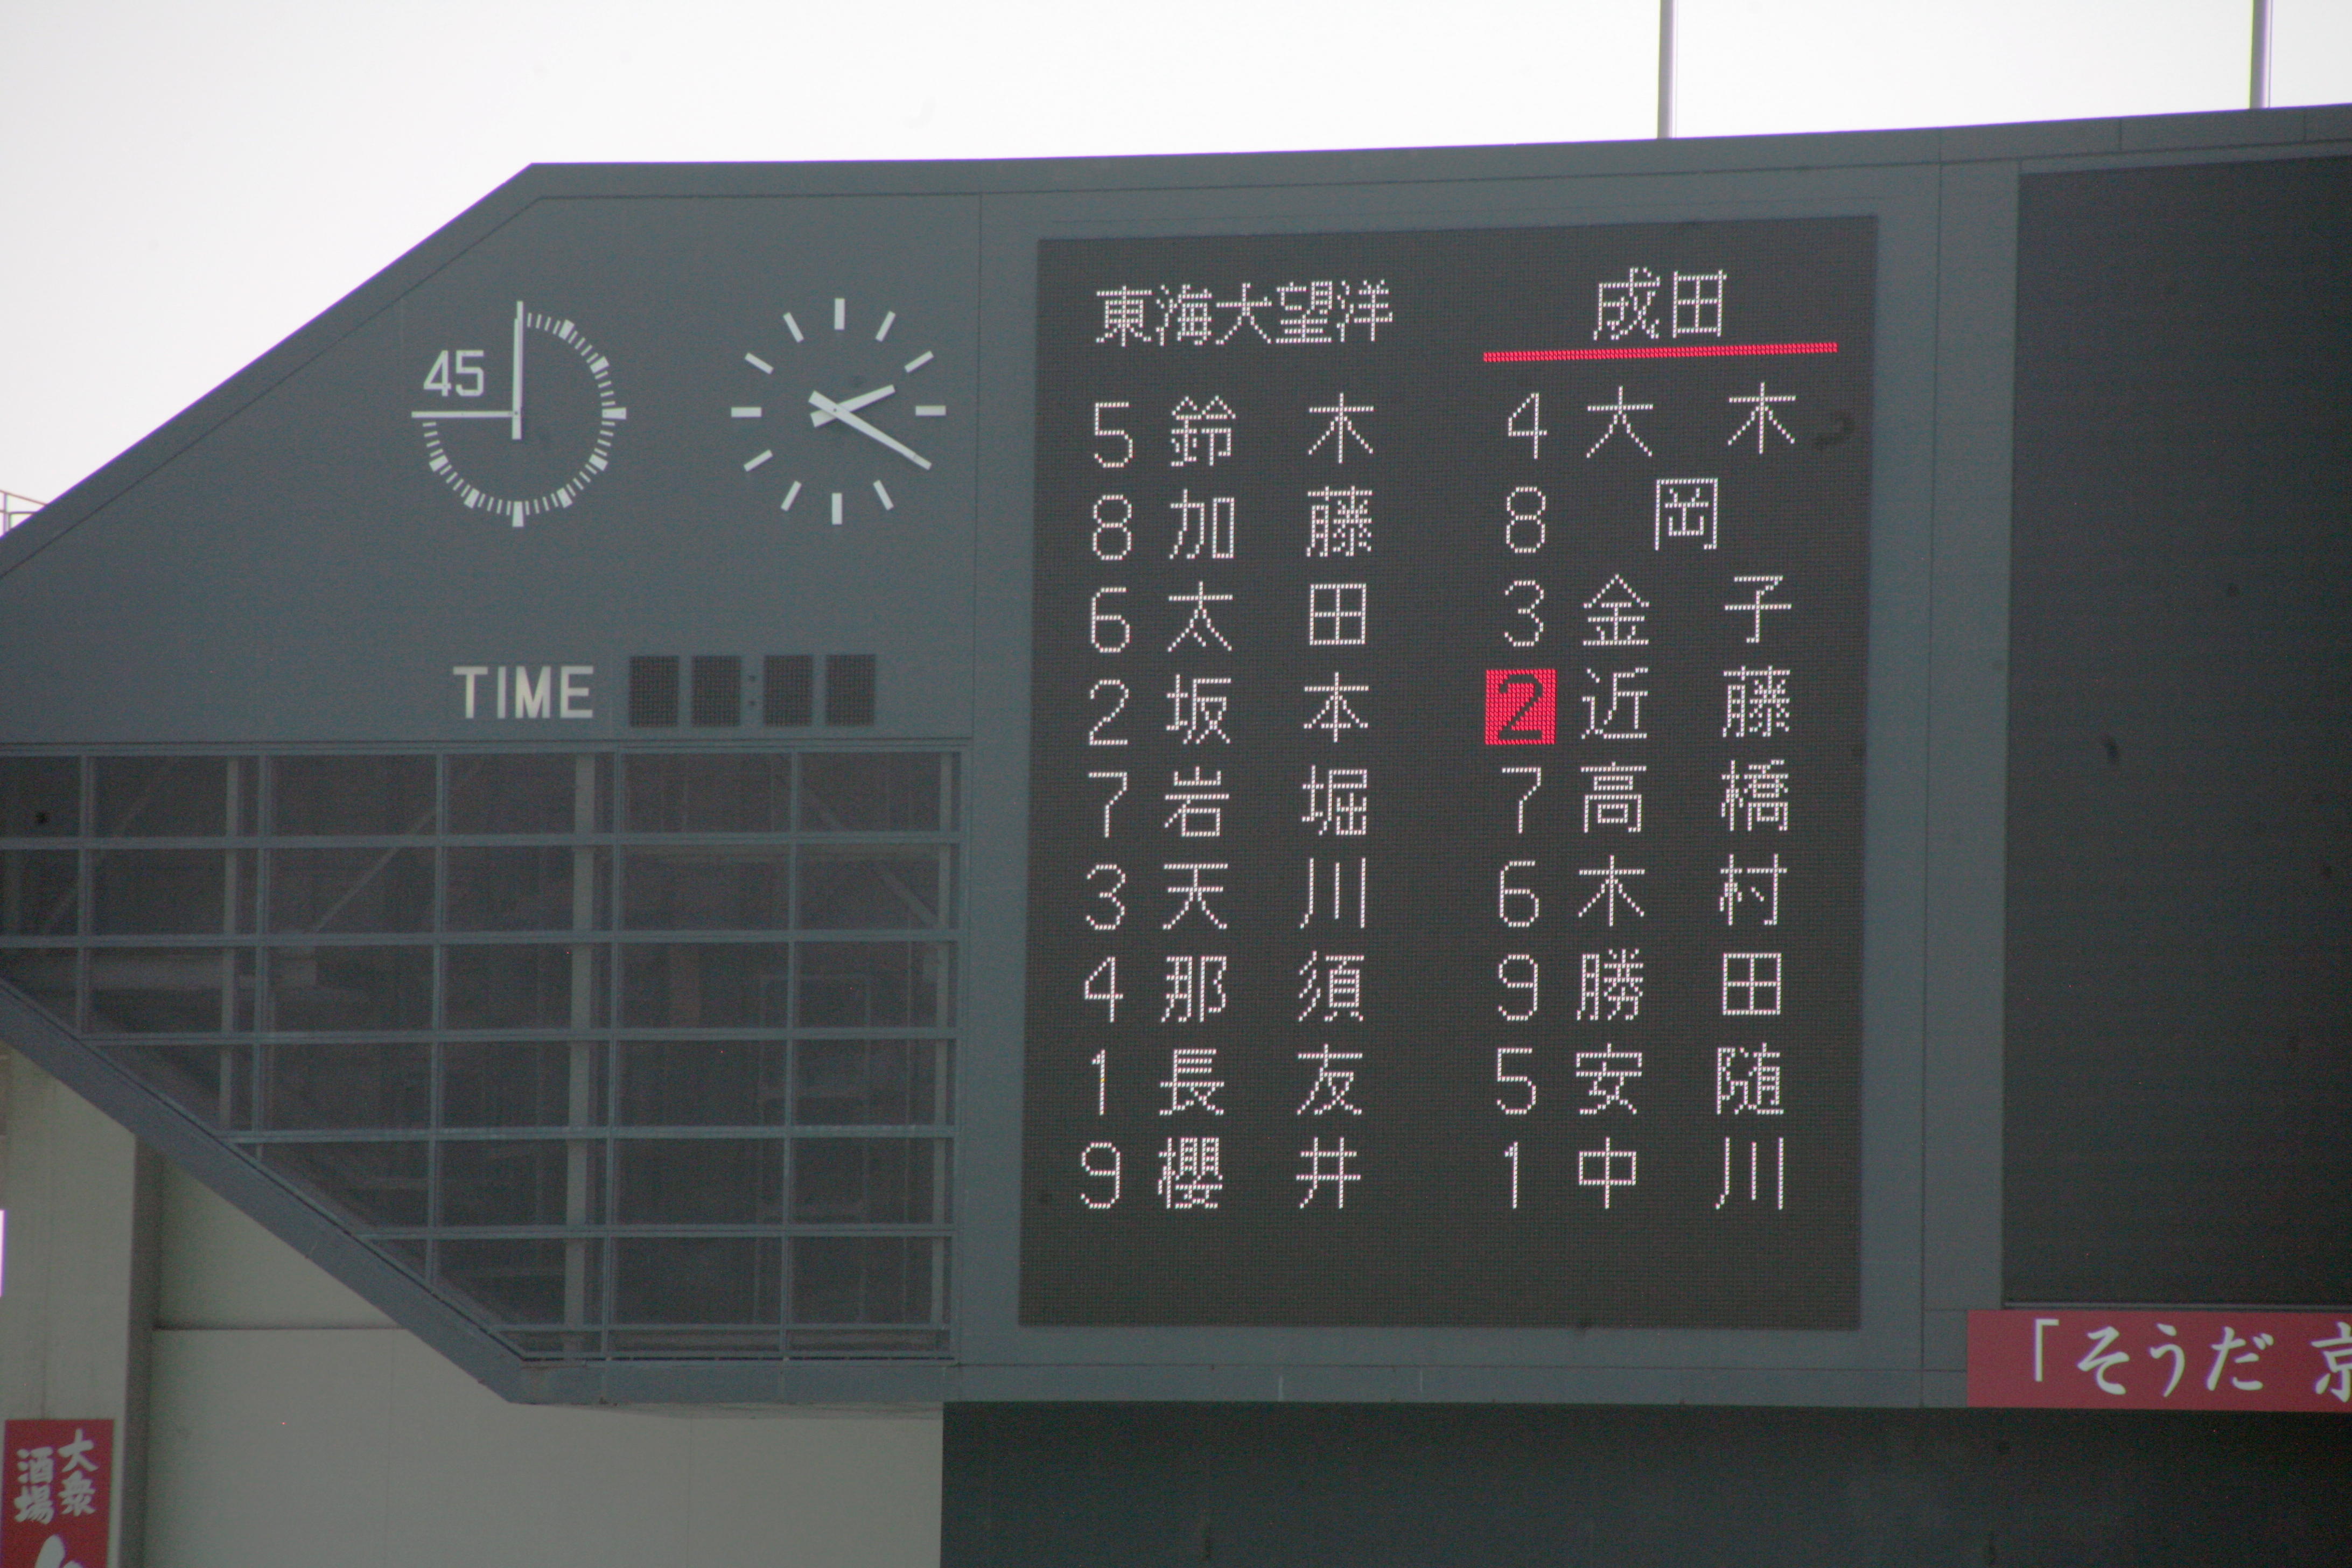 45
TIME
東海大望洋 成田
5 鈴木 4 大木
8 加藤 8 岡
6 太田 3 金子
2 坂本 2 近藤
7 岩堀 7 高橋
3 天川 6 木村
4 那須 9 勝田
1 長友 5 安随
9 櫻井 1 中川
「そうだ 京
大衆
酒場